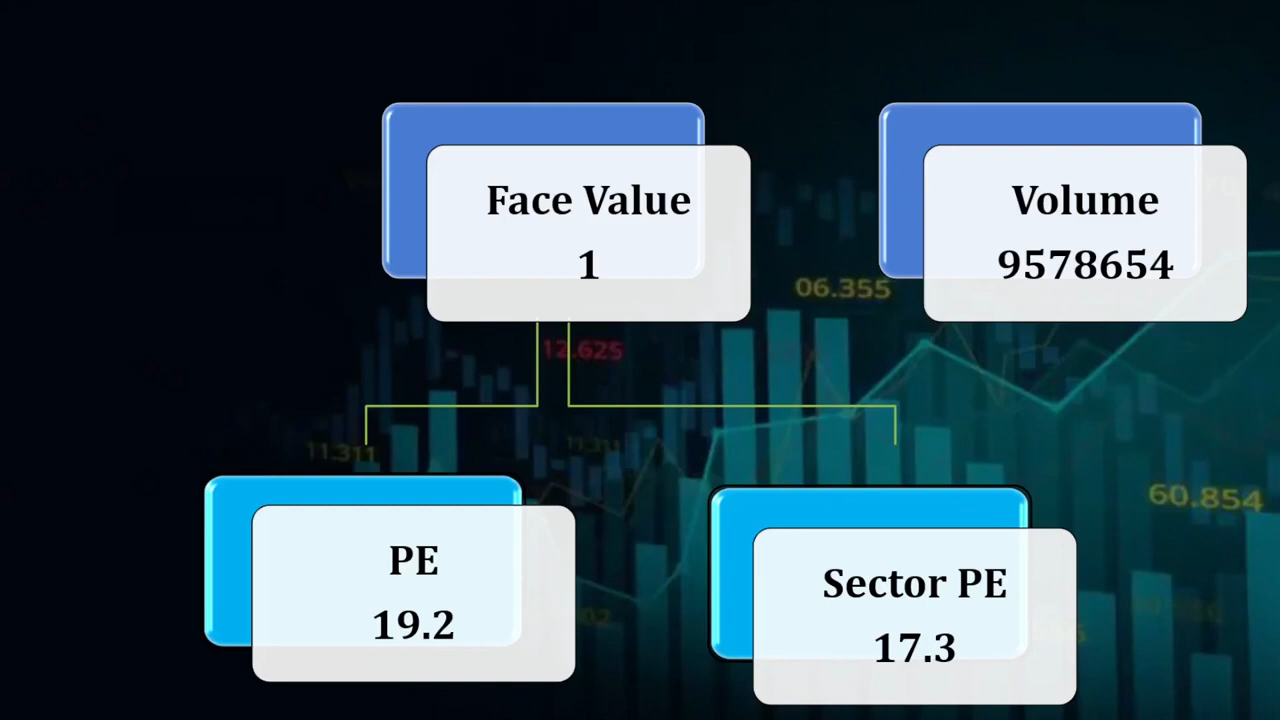 Face Value
1
Volume
9578654
06.355
12.625
11.311
60.854
PE
19.2
Sector PE
17.3